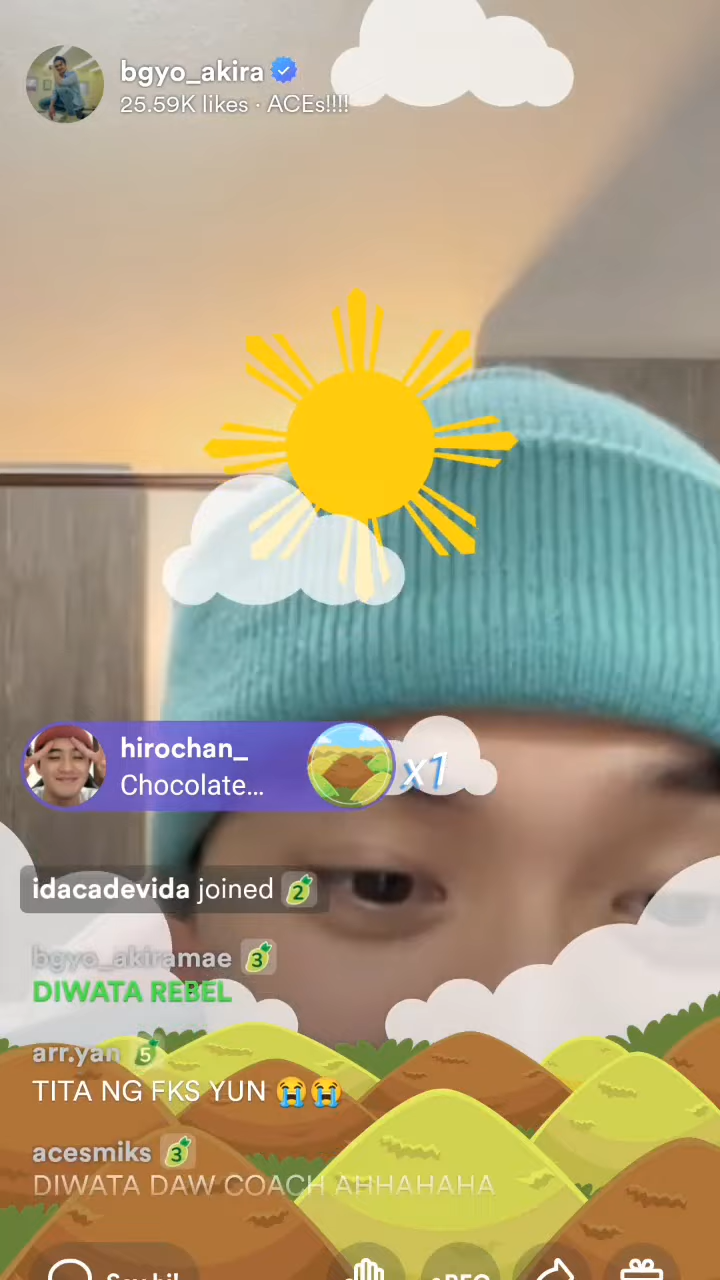 bgyo_akira
25.59K likes · ACEs!!!!
hirochan_
Chocolate...
x1
idacadevida joined 2
bgyo_akiramae 3
DIWATA REBEL
arr.yan 5
TITA NG FKS YUN 😭😭
acesmiks 3
DIWATA DAW COACH AHHAHAHA